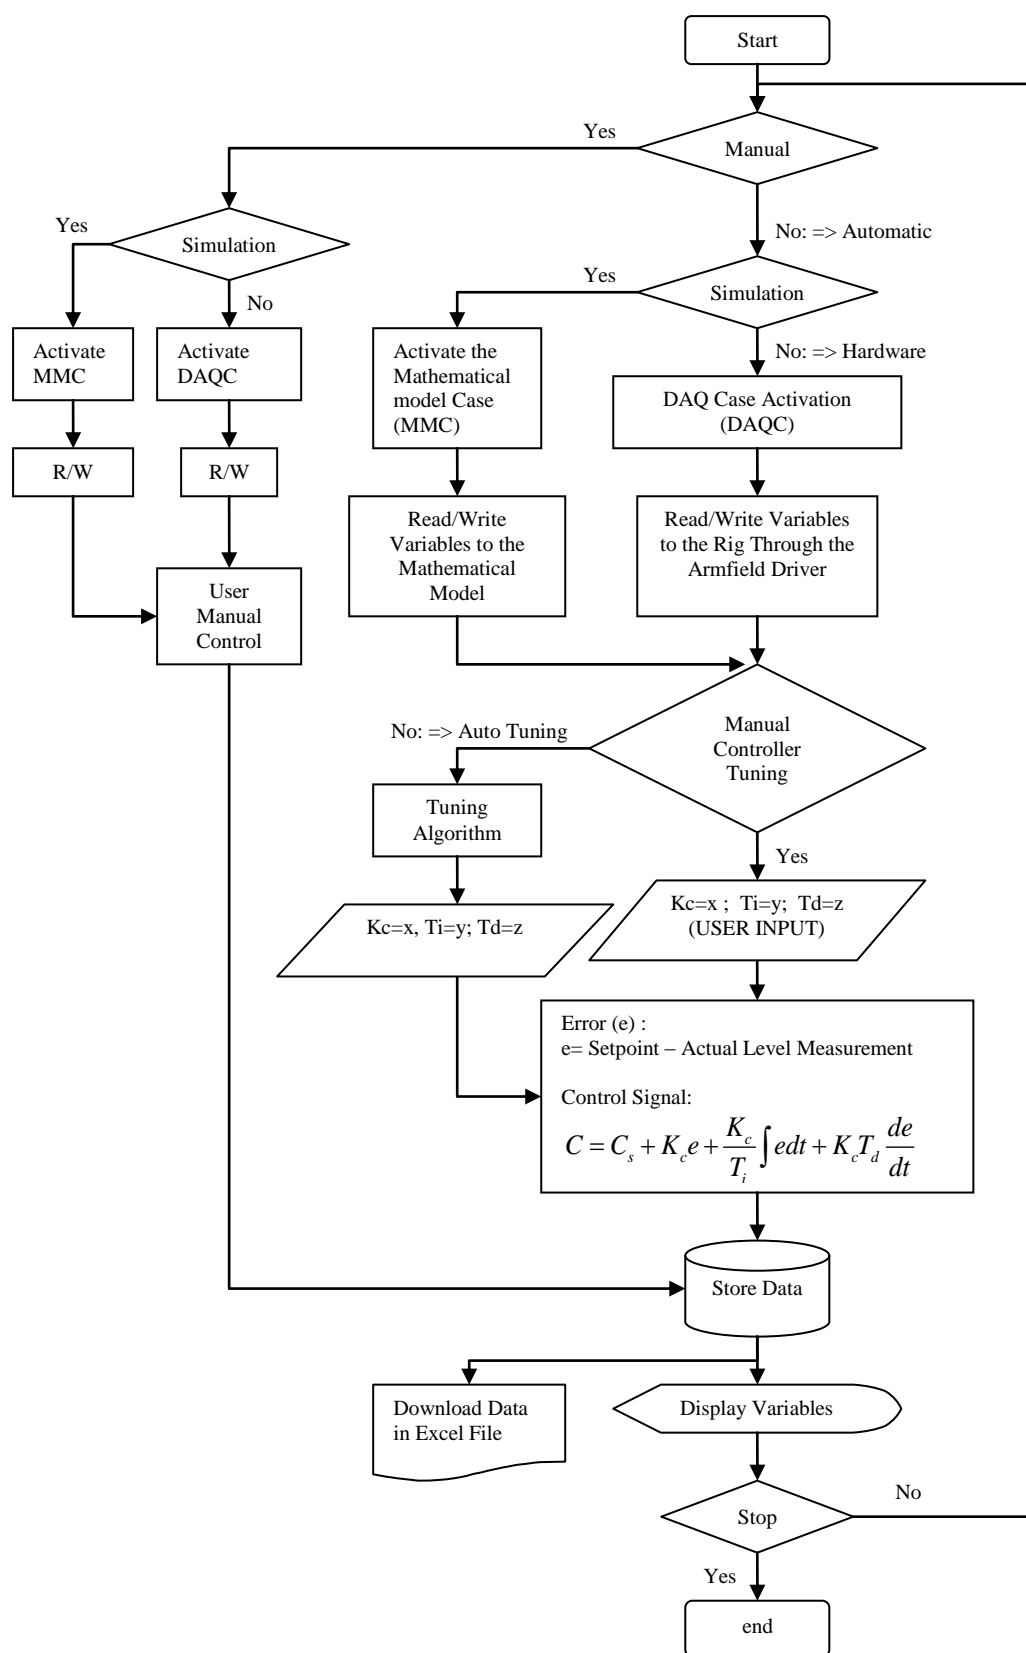 Start
Yes
Manual
Yes
Simulation
No: => Automatic
Yes
Simulation
No
No: => Hardware
Activate
MMC
Activate
DAQC
Activate the
Mathematical
model Case
(MMC)
DAQ Case Activation
(DAQC)
R/W
R/W
Read/Write
Variables to the
Mathematical
Model
Read/Write Variables
to the Rig Through the
Armfield Driver
User
Manual
Control
No: => Auto Tuning
Manual
Controller
Tuning
Tuning
Algorithm
Yes
Kc=x, Ti=y; Td=z
Kc=x ; Ti=y; Td=z
(USER INPUT)
Error (e) :
e= Setpoint – Actual Level Measurement
Control Signal:
C = C_s + K_c e + \frac{K_c}{T_i} ∫ edt + K_c T_d \frac{de}{dt}
Store Data
Download Data
in Excel File
Display Variables
Stop
No
Yes
end